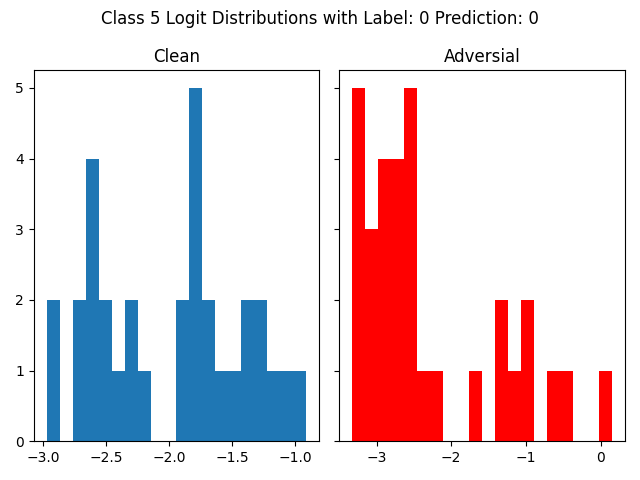 Class 5 Logit Distributions with Label: 0 Prediction: 0
Clean
Adversial
5
4
3
2
1
0
−3.0 −2.5 −2.0 −1.5 −1.0
−3 −2 −1 0